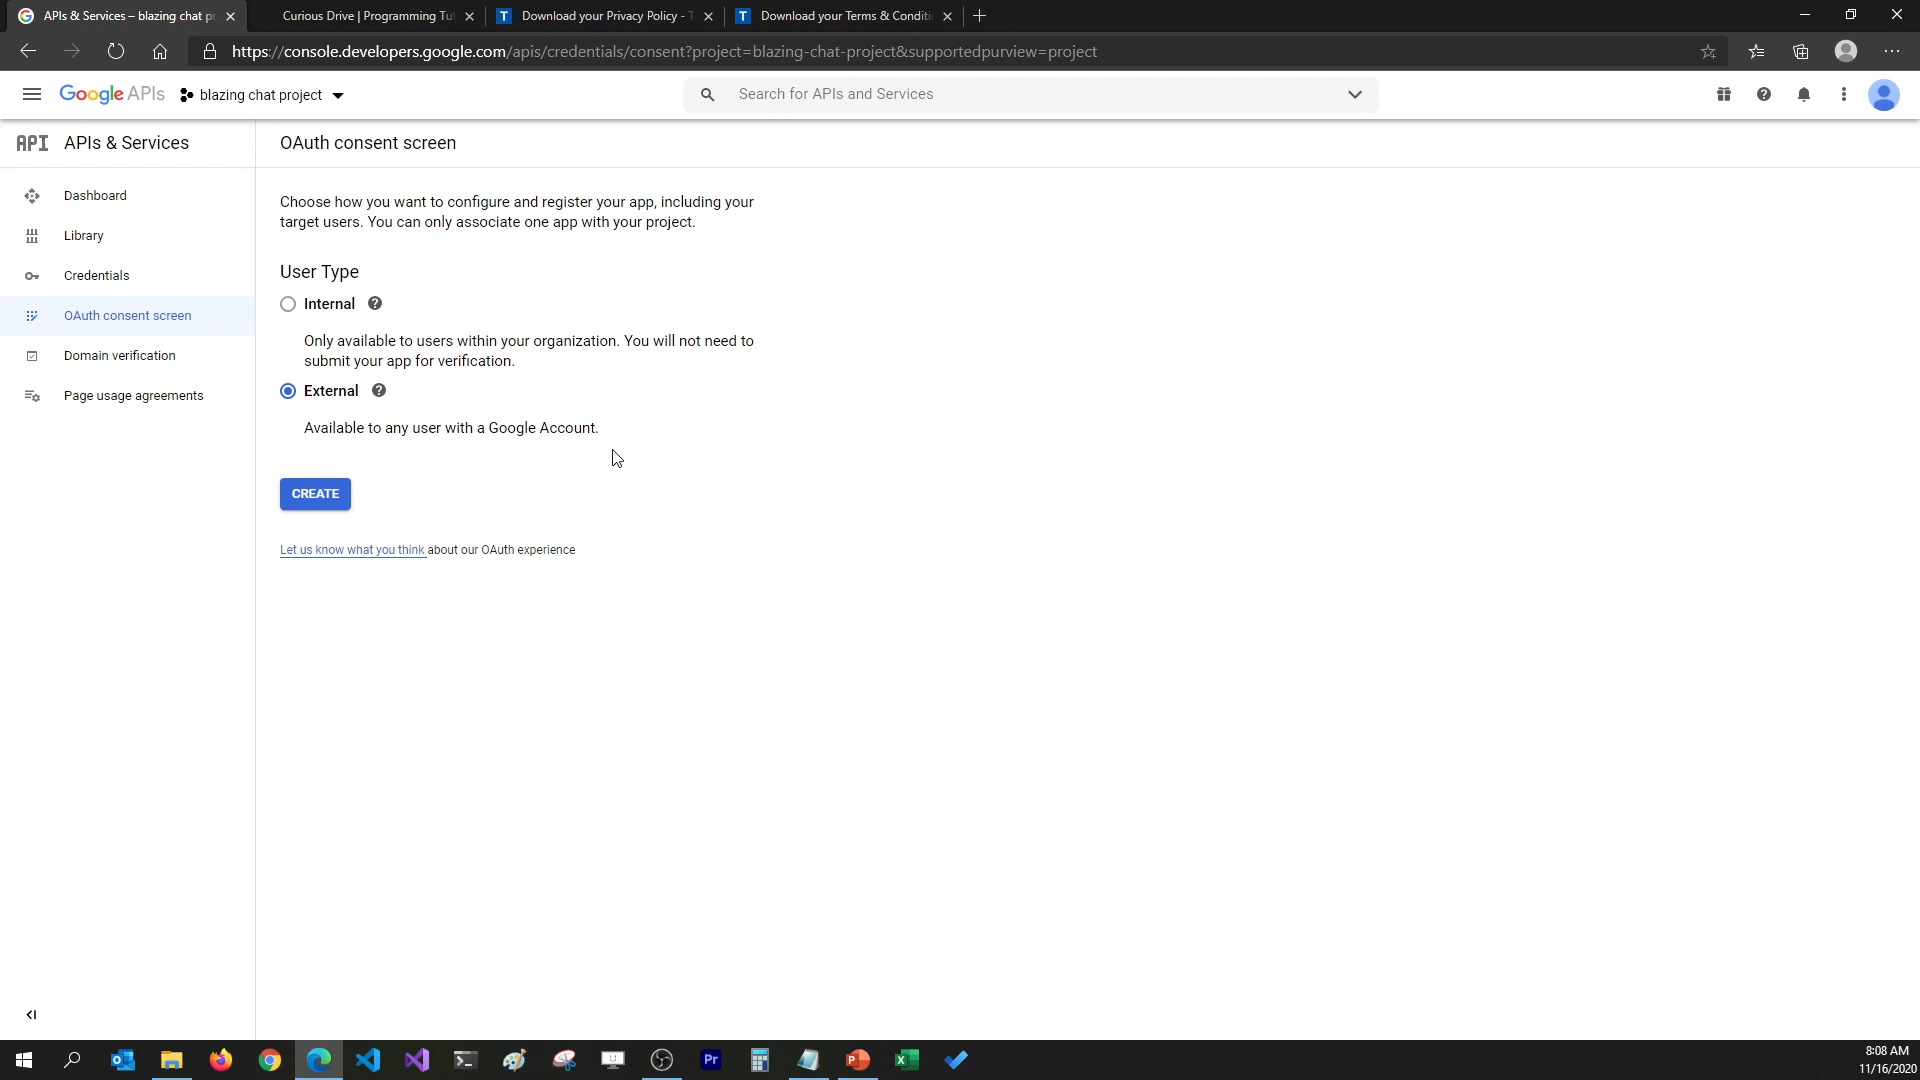 APIs & Services – blazing chat pr
Curious Drive | Programming Tut
Download your Privacy Policy - T
Download your Terms & Conditi
https://console.developers.google.com/apis/credentials/consent?project=blazing-chat-project&supportedpurview=project
Google APIs
blazing chat project
Search for APIs and Services
API APIs & Services
OAuth consent screen
Dashboard
Library
Credentials
OAuth consent screen
Domain verification
Page usage agreements
Choose how you want to configure and register your app, including your
target users. You can only associate one app with your project.
User Type
Internal
Only available to users within your organization. You will not need to
submit your app for verification.
External
Available to any user with a Google Account.
CREATE
Let us know what you think about our OAuth experience
8:08 AM
11/16/2020